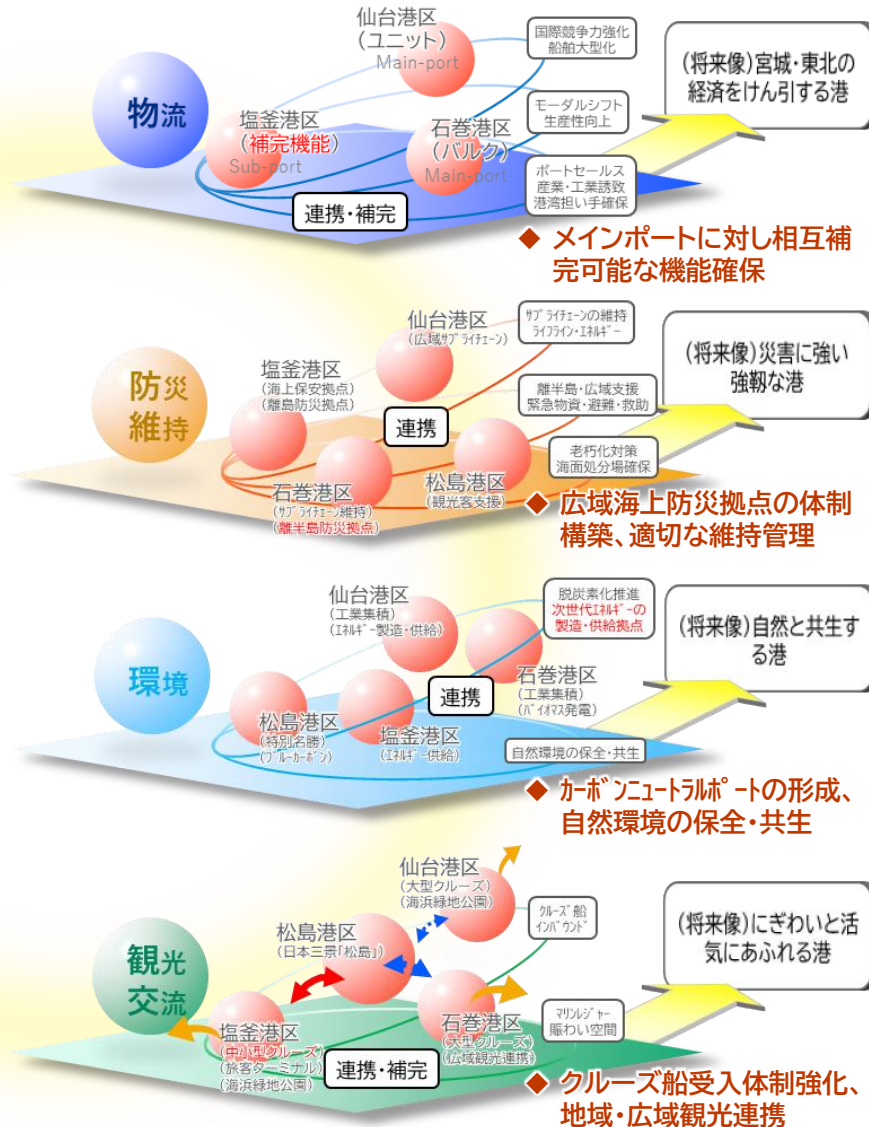 物流
仙台港区
(ユニット)
Main-port
塩釜港区
(補完機能)
Sub-port
石巻港区
(バルク)
Main-port
連携・補完
国際競争力強化
船舶大型化
モーダルシフト
生産性向上
ポートセールス
産業・工業誘致
港湾担い手確保
(将来像)宮城・東北の
経済をけん引する港
◆ メインポートに対し相互補
完可能な機能確保
防災
維持
仙台港区
(広域ｻﾌﾟﾗｲﾁｪｰﾝ)
塩釜港区
(海上保安拠点)
(離島防災拠点)
連携
石巻港区
(ｻﾌﾟﾗｲﾁｪｰﾝ維持)
(離半島防災拠点)
松島港区
(観光客支援)
ｻﾌﾟﾗｲﾁｪｰﾝの維持
ﾗｲﾌﾗｲﾝ・ｴﾈﾙｷﾞｰ
離半島・広域支援
緊急物資・避難・救助
老朽化対策
海面処分場確保
(将来像)災害に強い
強靱な港
◆ 広域海上防災拠点の体制
構築、適切な維持管理
環境
仙台港区
(工業集積)
(ｴﾈﾙｷﾞｰ製造・供給)
石巻港区
(工業集積)
(ﾊﾞｲｵﾏｽ発電)
連携
松島港区
(特別名勝)
(ﾌﾞﾙｰｶｰﾎﾞﾝ)
塩釜港区
(ｴﾈﾙｷﾞｰ供給)
脱炭素化推進
次世代ｴﾈﾙｷﾞｰの
製造・供給拠点
自然環境の保全・共生
(将来像)自然と共生す
る港
◆ ｶｰﾎﾞﾝﾆｭｰﾄﾗﾙﾎﾟｰﾄの形成、
自然環境の保全・共生
観光
交流
仙台港区
(大型クルーズ)
(海浜緑地公園)
松島港区
(日本三景「松島」)
塩釜港区
(中小型クルーズ)
(旅客ターミナル)
(海浜緑地公園)
石巻港区
(大型クルーズ)
(広域観光連携)
連携・補完
ｸﾙｰｽﾞ船
ｲﾝﾊﾞｳﾝﾄﾞ
ﾏﾘﾝﾚｼﾞｬｰ
賑わい空間
(将来像)にぎわいと活
気にあふれる港
◆ クルーズ船受入体制強化、
地域・広域観光連携